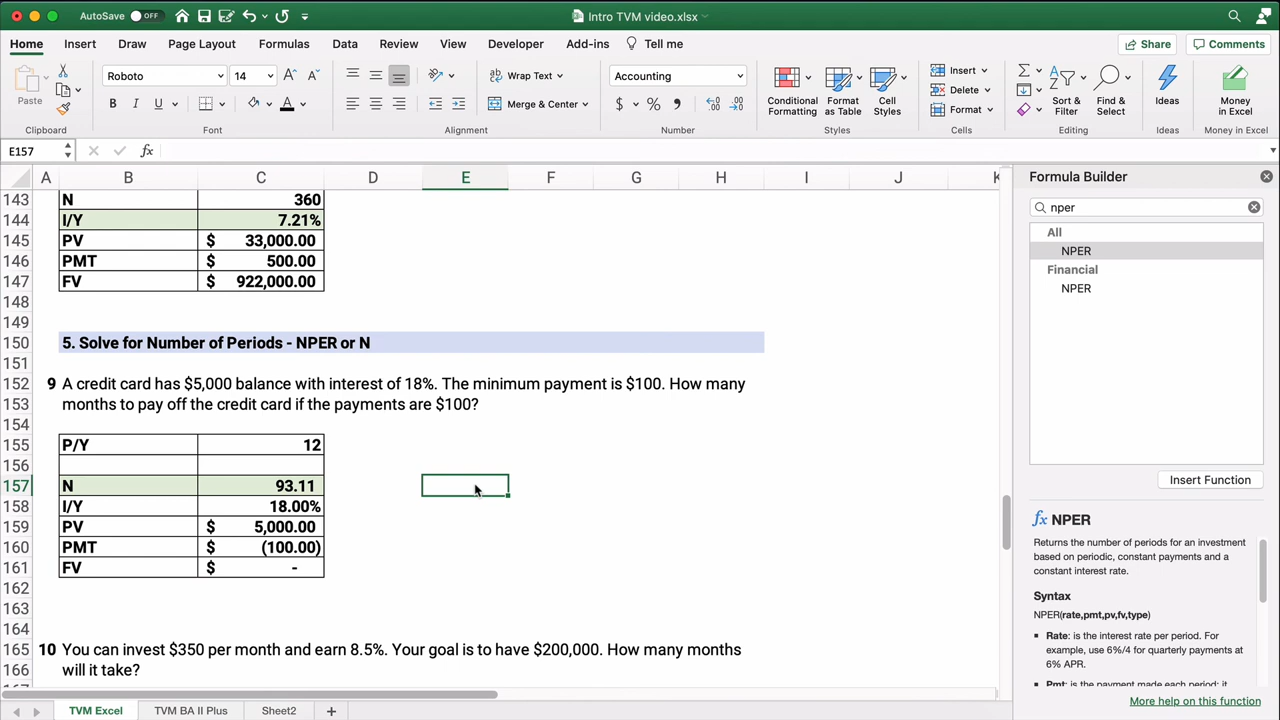 AutoSave OFF
Intro TVM video.xlsx
Home Insert Draw Page Layout Formulas Data Review View Developer Add-ins Tell me Share Comments
Paste
Roboto 14
B I U A
Wrap Text
Merge & Center
Accounting
$ %
Conditional Formatting
Format as Table
Cell Styles
Insert
Delete
Format
Sort & Filter
Find & Select
Ideas
Money in Excel
Clipboard Font Alignment Number Styles Cells Editing Ideas Money in Excel
E157 fx
A B C D E F G H I J K
143 N 360
144 I/Y 7.21%
145 PV $ 33,000.00
146 PMT $ 500.00
147 FV $ 922,000.00
148
149
150 5. Solve for Number of Periods - NPER or N
151
152 9 A credit card has $5,000 balance with interest of 18%. The minimum payment is $100. How many
153 months to pay off the credit card if the payments are $100?
154
155 P/Y 12
156
157 N 93.11
158 I/Y 18.00%
159 PV $ 5,000.00
160 PMT $ (100.00)
161 FV $ -
162
163
164
165 10 You can invest $350 per month and earn 8.5%. Your goal is to have $200,000. How many months
166 will it take?
TVM Excel TVM BA II Plus Sheet2 +
Formula Builder
nper
All
NPER
Financial
NPER
Insert Function
fx NPER
Returns the number of periods for an investment
based on periodic, constant payments and a
constant interest rate.
Syntax
NPER(rate,pmt,pv,fv,type)
Rate: is the interest rate per period. For
example, use 6%/4 for quarterly payments at
6% APR.
Pmt: is the payment made each period; it
More help on this function